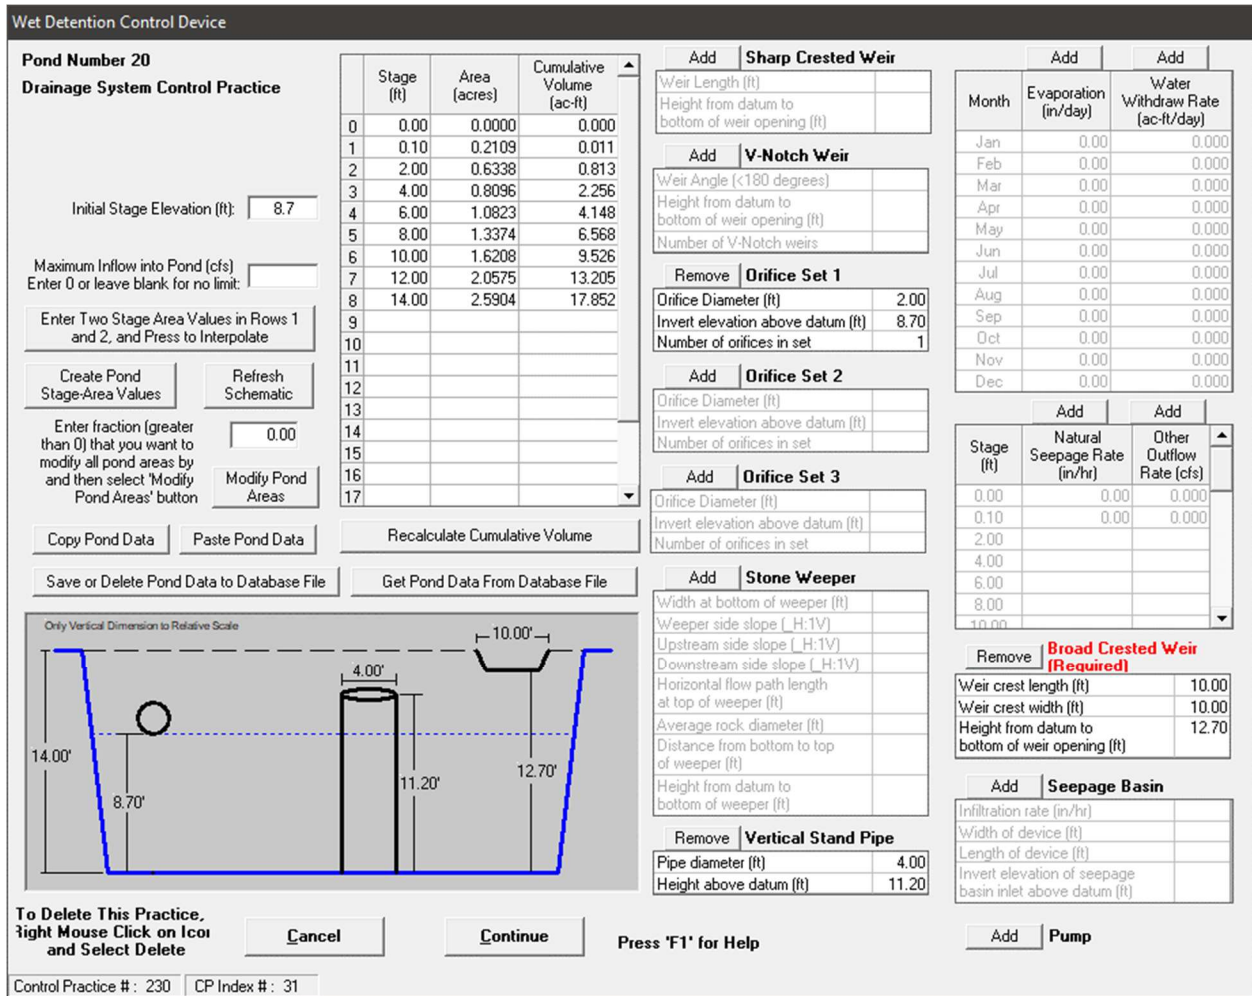 Wet Detention Control Device
Pond Number 20
Drainage System Control Practice
Initial Stage Elevation (ft): 8.7
Maximum Inflow into Pond (cfs)
Enter 0 or leave blank for no limit:
Enter Two Stage Area Values in Rows 1
and 2, and Press to Interpolate
Create Pond
Stage-Area Values
Refresh
Schematic
Enter fraction (greater
than 0) that you want to
modify all pond areas by
and then select 'Modify
Pond Areas' button
0.00
Modify Pond
Areas
Copy Pond Data
Paste Pond Data
Stage
(ft)
Area
(acres)
Cumulative
Volume
(ac-ft)
0 0.00 0.0000 0.000
1 0.10 0.2109 0.011
2 2.00 0.6338 0.813
3 4.00 0.8096 2.256
4 6.00 1.0823 4.148
5 8.00 1.3374 6.568
6 10.00 1.6208 9.526
7 12.00 2.0575 13.205
8 14.00 2.5904 17.852
9
10
11
12
13
14
15
16
17
Recalculate Cumulative Volume
Save or Delete Pond Data to Database File
Get Pond Data From Database File
Only Vertical Dimension to Relative Scale
10.00'
4.00'
14.00'
8.70'
11.20'
12.70'
To Delete This Practice,
Right Mouse Click on Icon
and Select Delete
Cancel
Continue
Press 'F1' for Help
Control Practice # : 230
CP Index # : 31
Add Sharp Crested Weir
Weir Length (ft)
Height from datum to
bottom of weir opening (ft)
Add V-Notch Weir
Weir Angle (<180 degrees)
Height from datum to
bottom of weir opening (ft)
Number of V-Notch weirs
Remove Orifice Set 1
Orifice Diameter (ft) 2.00
Invert elevation above datum (ft) 8.70
Number of orifices in set 1
Add Orifice Set 2
Orifice Diameter (ft)
Invert elevation above datum (ft)
Number of orifices in set
Add Orifice Set 3
Orifice Diameter (ft)
Invert elevation above datum (ft)
Number of orifices in set
Add Stone Weeper
Width at bottom of weeper (ft)
Weeper side slope (_H:1V)
Upstream side slope (_H:1V)
Downstream side slope (_H:1V)
Horizontal flow path length
at top of weeper (ft)
Average rock diameter (ft)
Distance from bottom to top
of weeper (ft)
Height from datum to
bottom of weeper (ft)
Remove Vertical Stand Pipe
Pipe diameter (ft) 4.00
Height above datum (ft) 11.20
Add
Add
Month
Evaporation
(in/day)
Water
Withdraw Rate
(ac-ft/day)
Jan 0.00 0.000
Feb 0.00 0.000
Mar 0.00 0.000
Apr 0.00 0.000
May 0.00 0.000
Jun 0.00 0.000
Jul 0.00 0.000
Aug 0.00 0.000
Sep 0.00 0.000
Oct 0.00 0.000
Nov 0.00 0.000
Dec 0.00 0.000
Add
Add
Stage
(ft)
Natural
Seepage Rate
(in/hr)
Other
Outflow
Rate (cfs)
0.00 0.00 0.000
0.10 0.00 0.000
2.00
4.00
6.00
8.00
10.00
Remove Broad Crested Weir
(Required)
Weir crest length (ft) 10.00
Weir crest width (ft) 10.00
Height from datum to 12.70
bottom of weir opening (ft)
Add Seepage Basin
Infiltration rate (in/hr)
Width of device (ft)
Length of device (ft)
Invert elevation of seepage
basin inlet above datum (ft)
Add Pump